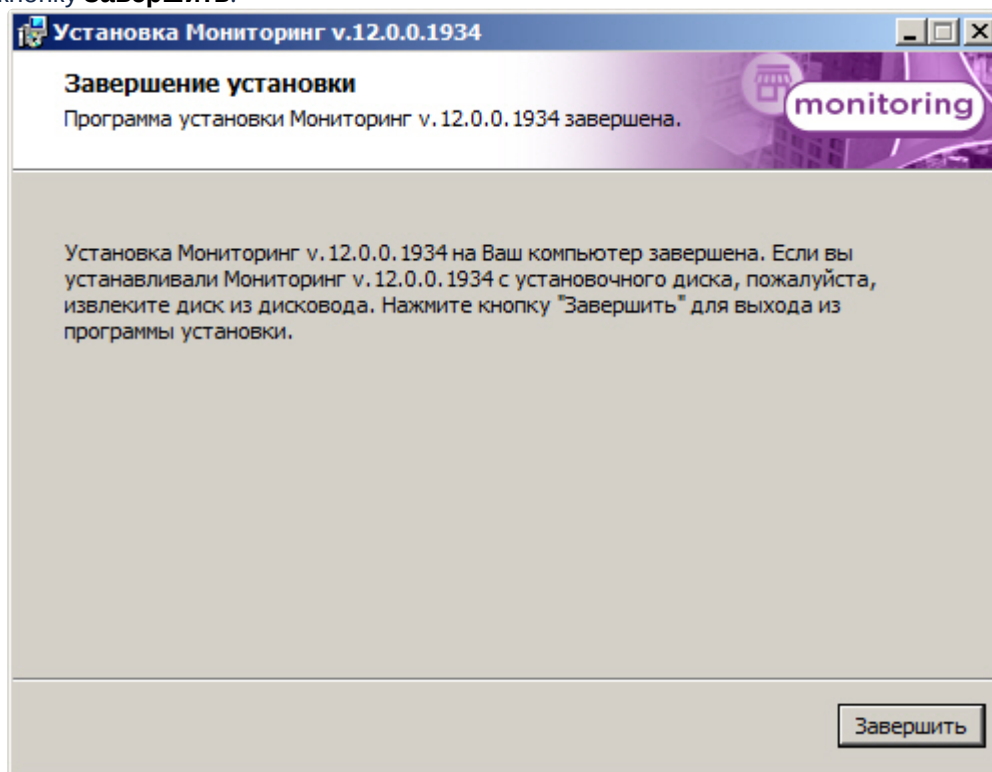 кнопку Завершить.
Установка Мониторинг v.12.0.0.1934
Завершение установки
Программа установки Мониторинг v.12.0.0.1934 завершена.
monitoring
Установка Мониторинг v.12.0.0.1934 на Ваш компьютер завершена. Если вы
устанавливали Мониторинг v.12.0.0.1934 с установочного диска, пожалуйста,
извлеките диск из дисковода. Нажмите кнопку "Завершить" для выхода из
программы установки.
Завершить